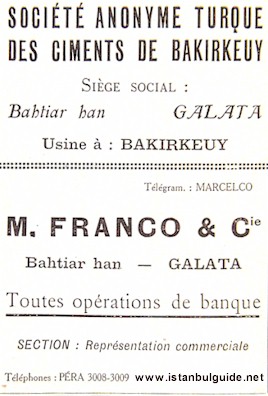 SOCIÉTÉ ANONYME TURQUE
DES CIMENTS DE BAKIRKEUY
SIÈGE SOCIAL :
Bahtiar han GALATA
Usine à : BAKIRKEUY
Télégram. : MARCELCO
M. FRANCO & Cie
Bahtiar han — GALATA
Toutes opérations de banque
SECTION : Représentation commerciale
Téléphones : PÉRA 3008-3009 www.istanbulguide.net